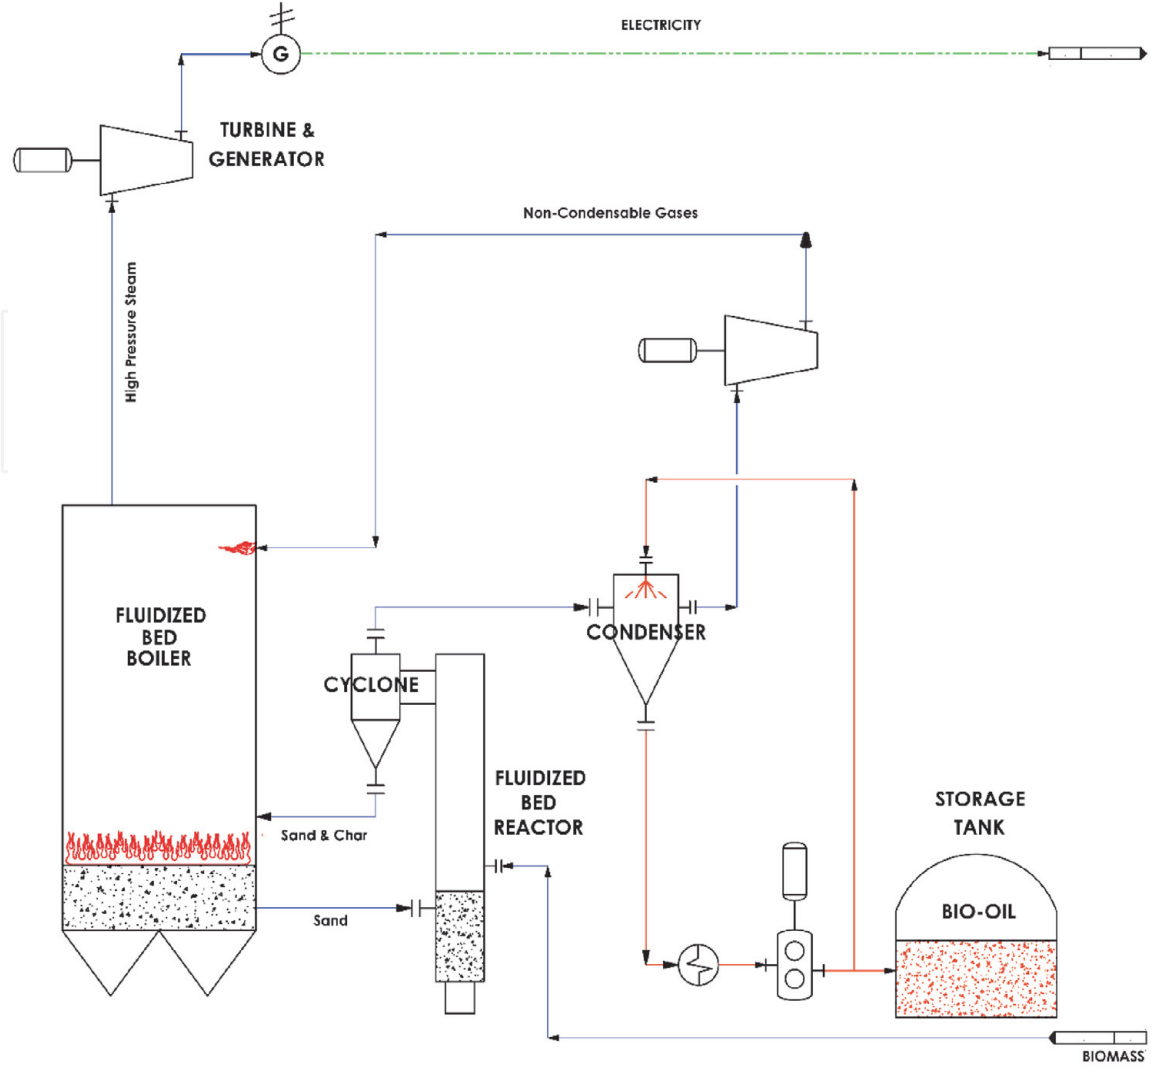 ELECTRICITY
G
TURBINE &
GENERATOR
Non-Condensable Gases
High Pressure Steam
FLUIDIZED
BED
BOILER
CONDENSER
CYCLONE
FLUIDIZED
BED
REACTOR
STORAGE
TANK
Sand & Char
BIO-OIL
Sand
BIOMASS